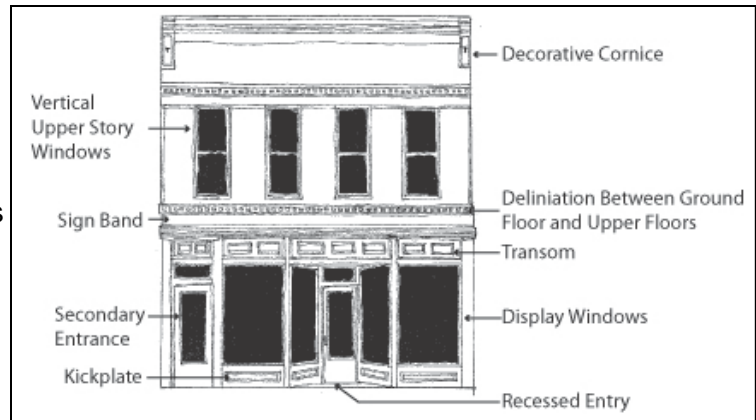 Decorative Cornice
Vertical
Upper Story
Windows
Deliniation Between Ground
Floor and Upper Floors
Sign Band
Transom
Secondary
Entrance
Display Windows
Kickplate
Recessed Entry
s